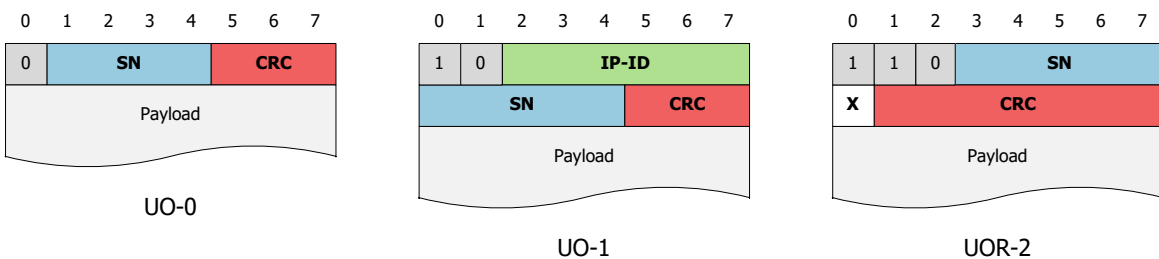 0 1 2 3 4 5 6 7
0 SN CRC
Payload
UO-0
0 1 2 3 4 5 6 7
1 0 IP-ID
SN CRC
Payload
UO-1
0 1 2 3 4 5 6 7
1 1 0 SN
X CRC
Payload
UOR-2